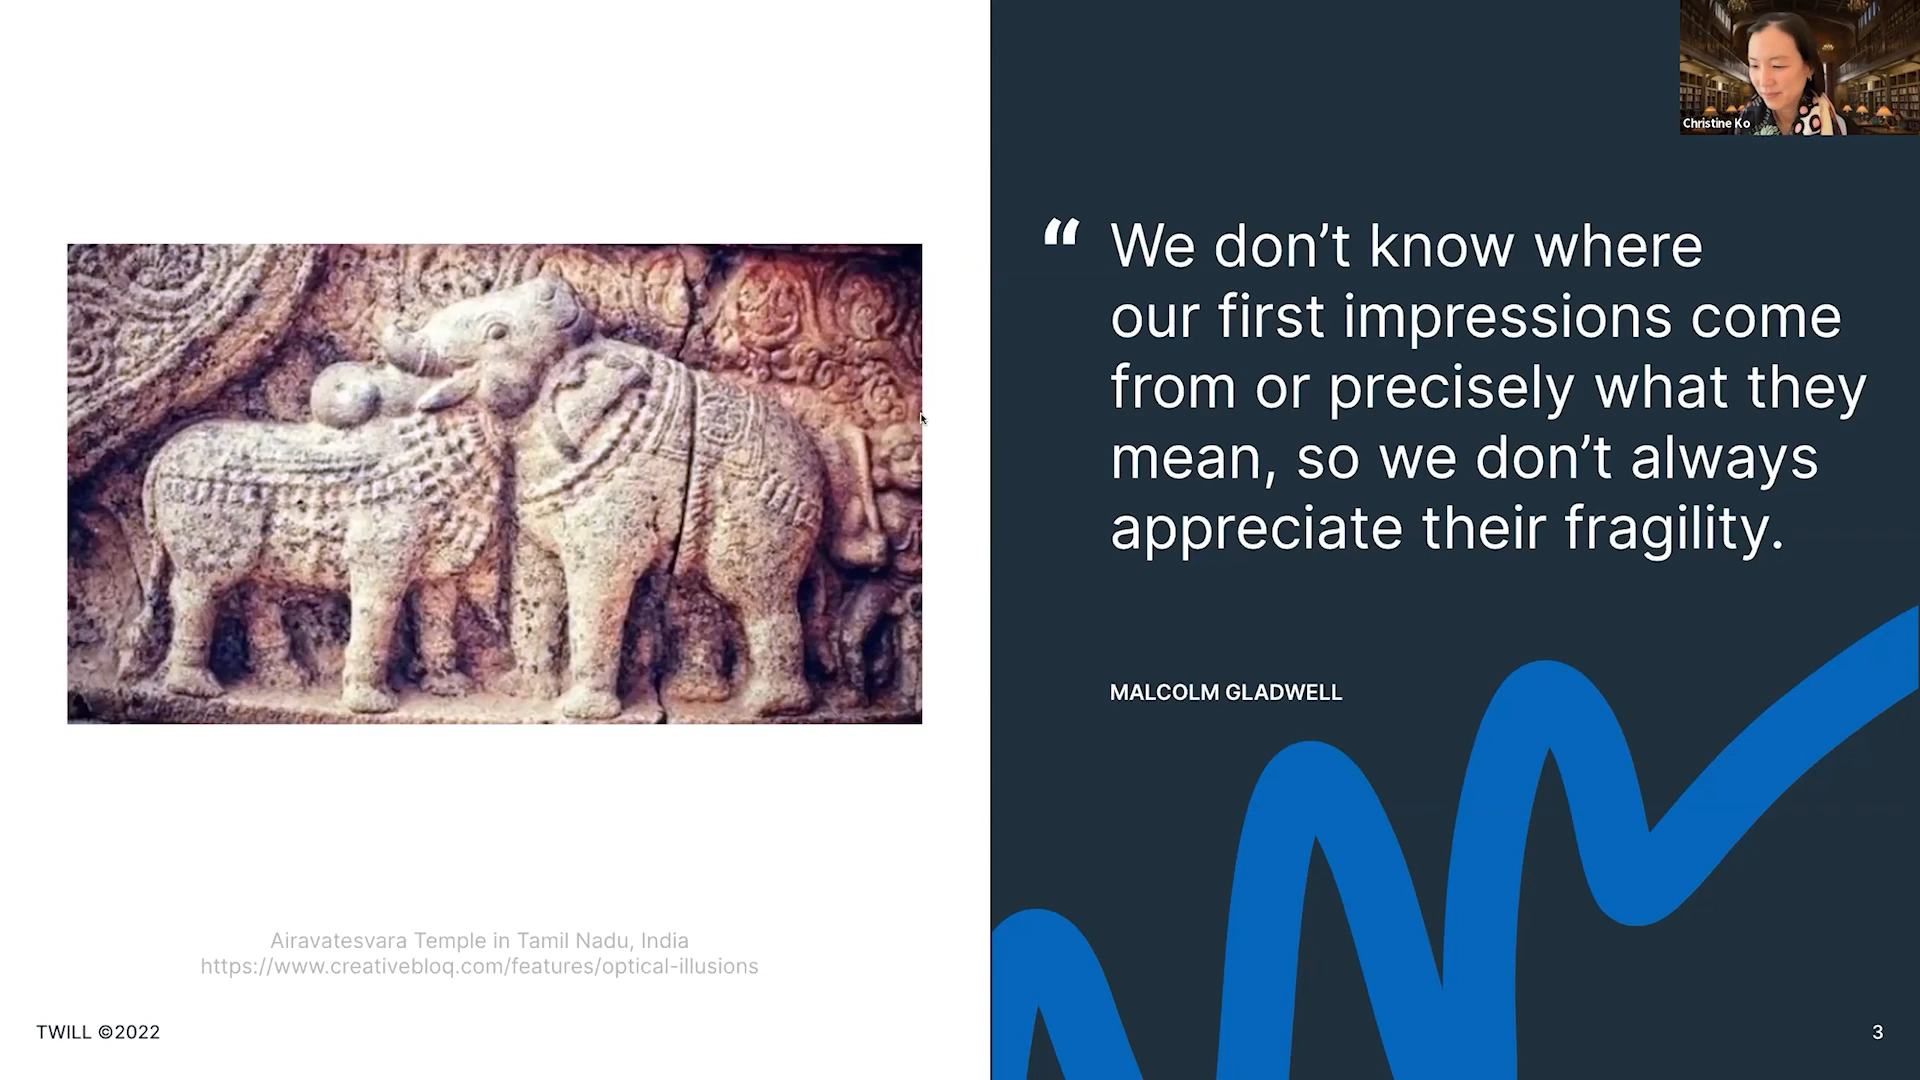 Christine Ko
“ We don’t know where
our first impressions come
from or precisely what they
mean, so we don’t always
appreciate their fragility.
MALCOLM GLADWELL
Airavatesvara Temple in Tamil Nadu, India
https://www.creativebloq.com/features/optical-illusions
TWILL ©2022
3